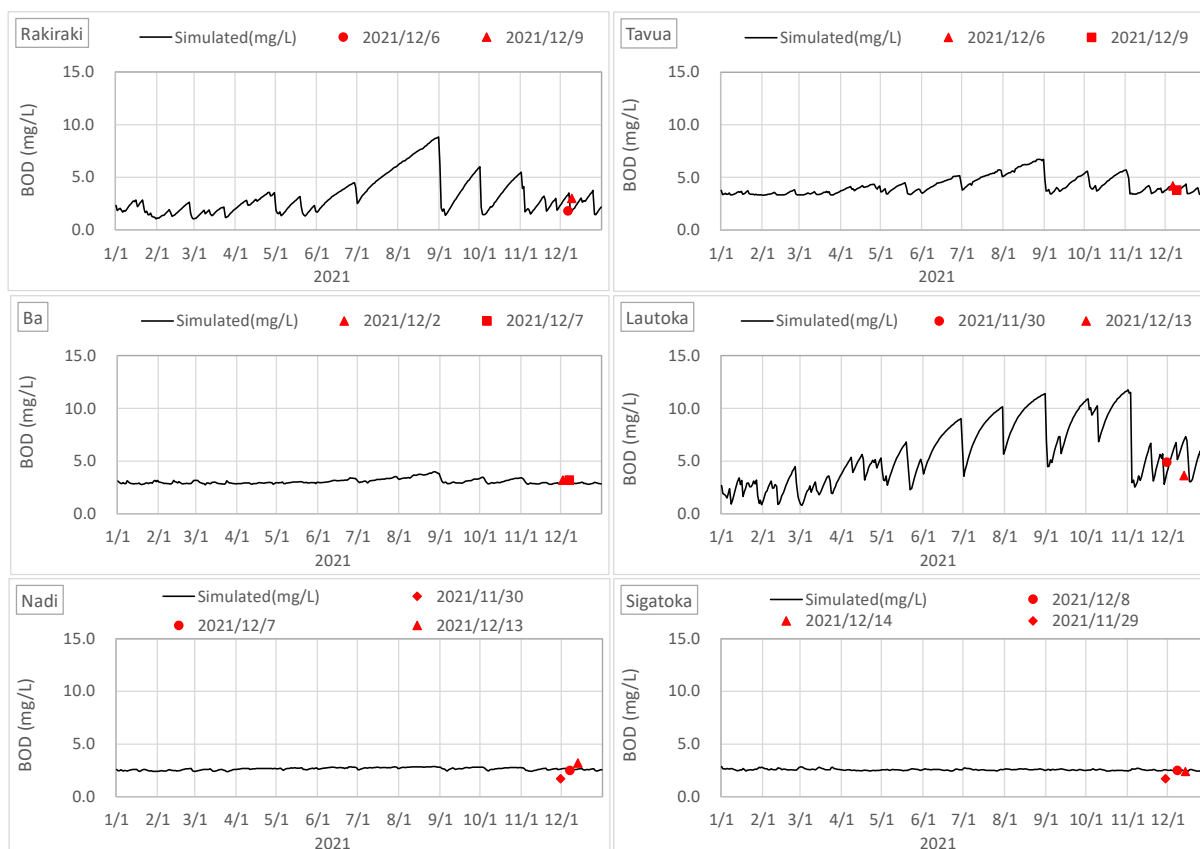 Rakiraki
Simulated(mg/L) 2021/12/6 2021/12/9
BOD (mg/L)
15.0
10.0
5.0
0.0
1/1 2/1 3/1 4/1 5/1 6/1 7/1 8/1 9/1 10/1 11/1 12/1
2021
Tavua
Simulated(mg/L) 2021/12/6 2021/12/9
BOD (mg/L)
15.0
10.0
5.0
0.0
1/1 2/1 3/1 4/1 5/1 6/1 7/1 8/1 9/1 10/1 11/1 12/1
2021
Ba
Simulated(mg/L) 2021/12/2 2021/12/7
BOD (mg/L)
15.0
10.0
5.0
0.0
1/1 2/1 3/1 4/1 5/1 6/1 7/1 8/1 9/1 10/1 11/1 12/1
2021
Lautoka
Simulated(mg/L) 2021/11/30 2021/12/13
BOD (mg/L)
15.0
10.0
5.0
0.0
1/1 2/1 3/1 4/1 5/1 6/1 7/1 8/1 9/1 10/1 11/1 12/1
2021
Nadi
Simulated(mg/L) 2021/11/30
2021/12/7 2021/12/13
BOD (mg/L)
15.0
10.0
5.0
0.0
1/1 2/1 3/1 4/1 5/1 6/1 7/1 8/1 9/1 10/1 11/1 12/1
2021
Sigatoka
Simulated(mg/L) 2021/12/8
2021/12/14 2021/11/29
BOD (mg/L)
15.0
10.0
5.0
0.0
1/1 2/1 3/1 4/1 5/1 6/1 7/1 8/1 9/1 10/1 11/1 12/1
2021